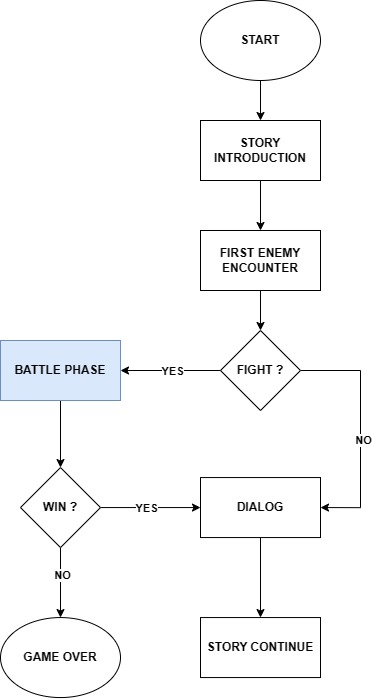 START
STORY
INTRODUCTION
FIRST ENEMY
ENCOUNTER
BATTLE PHASE
YES
FIGHT ?
NO
WIN ?
YES
DIALOG
NO
GAME OVER
STORY CONTINUE